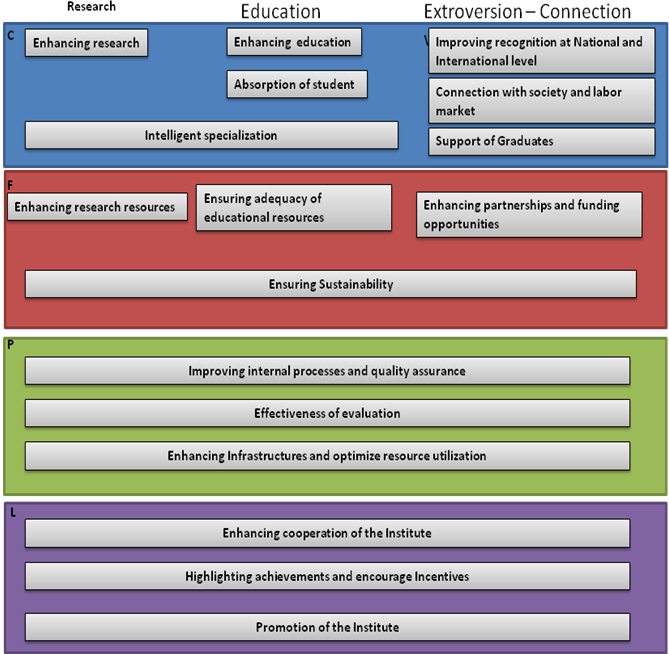 Research
Education
Extroversion – Connection
C
Enhancing research
Enhancing education
Absorption of student
Intelligent specialization
Improving recognition at National and
International level
Connection with society and labor
market
Support of Graduates
F
Enhancing research resources
Ensuring adequacy of
educational resources
Enhancing partnerships and funding
opportunities
Ensuring Sustainability
P
Improving internal processes and quality assurance
Effectiveness of evaluation
Enhancing Infrastructures and optimize resource utilization
L
Enhancing cooperation of the Institute
Highlighting achievements and encourage Incentives
Promotion of the Institute